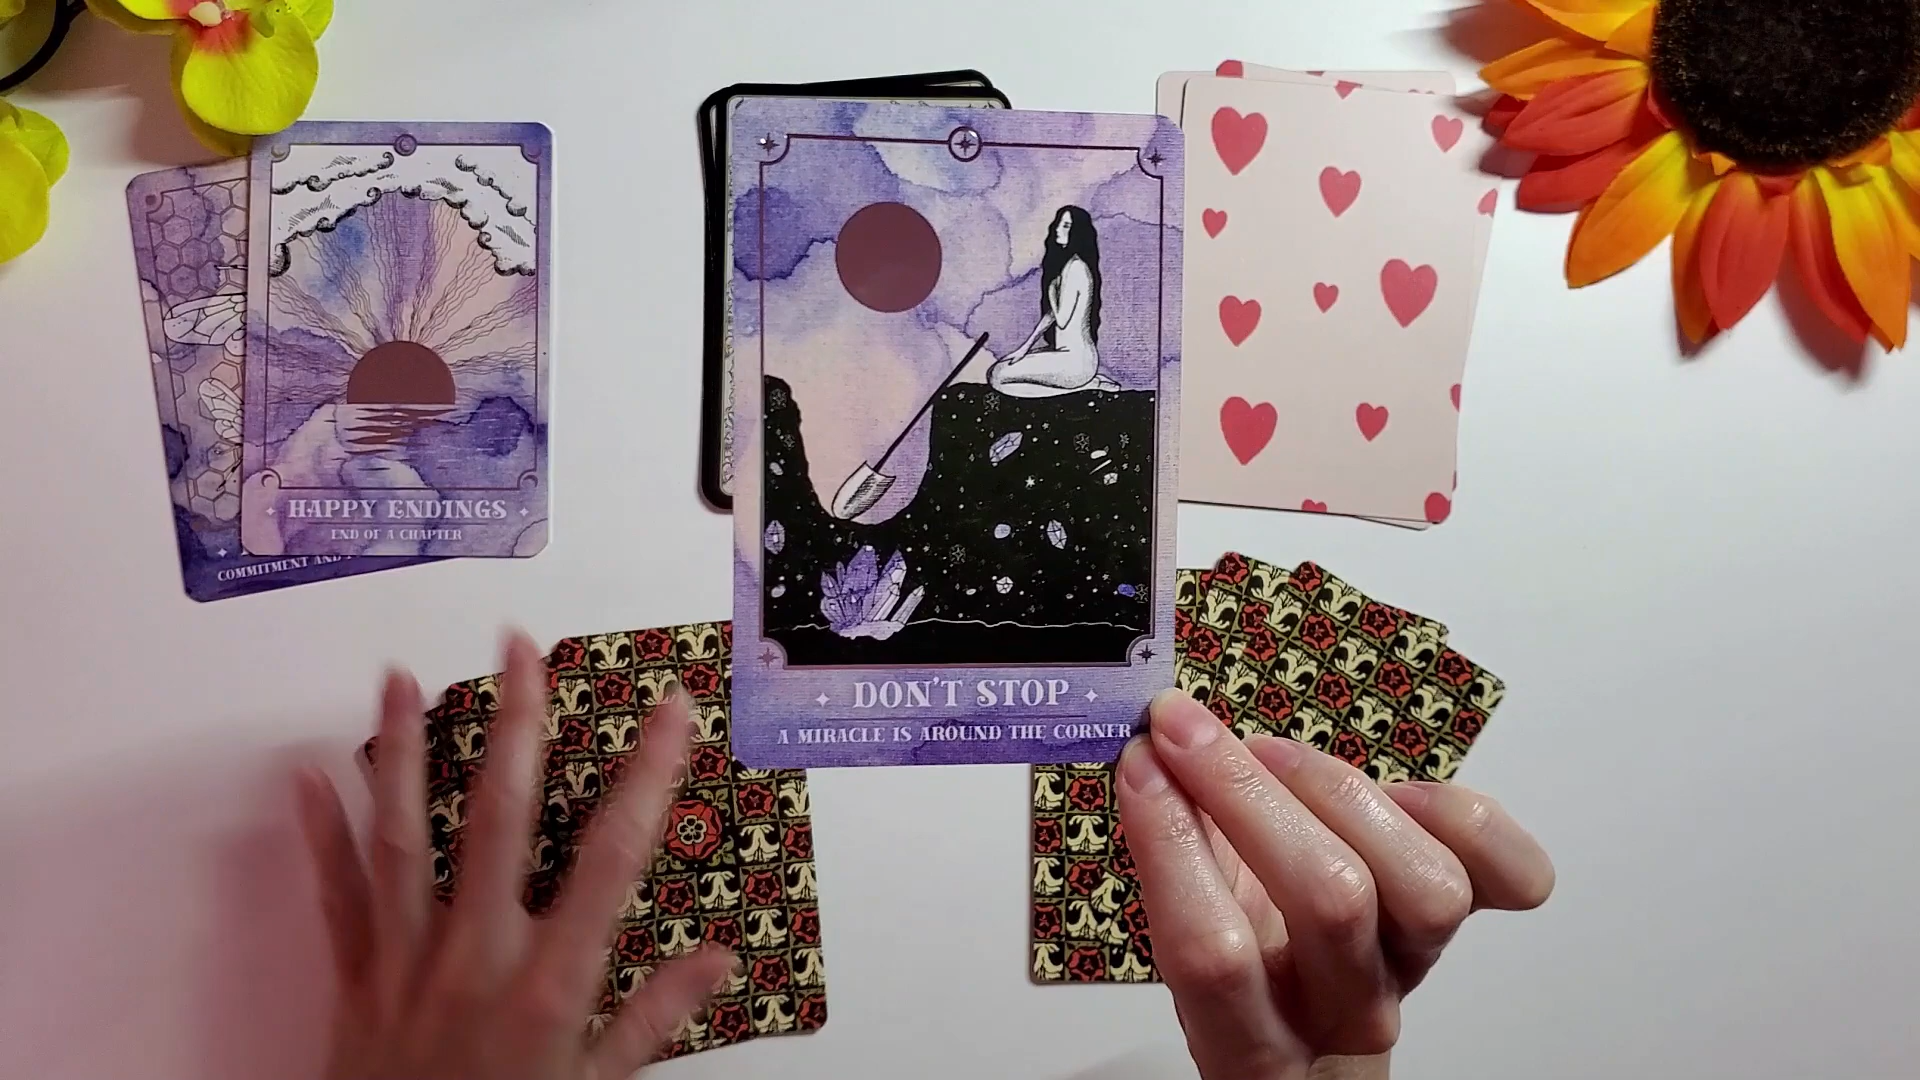 HAPPY ENDINGS
END OF A CHAPTER
COMMITMENT AND
DON'T STOP
A MIRACLE IS AROUND THE CORNER